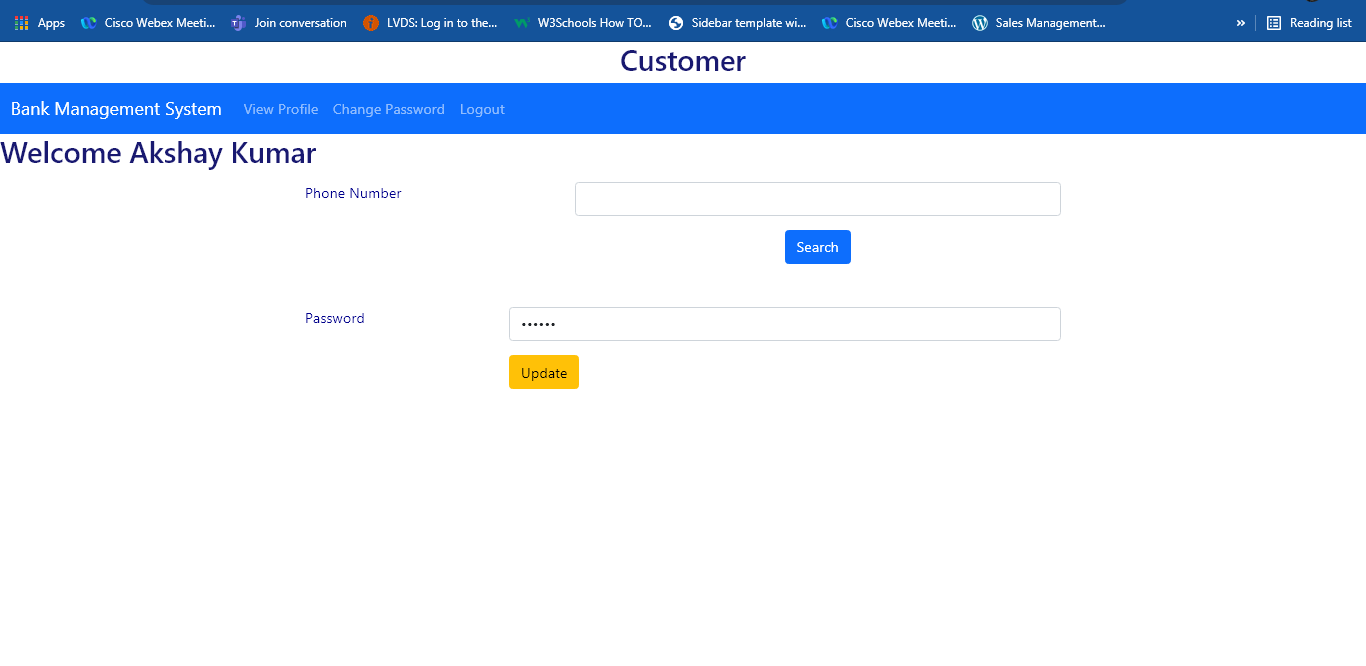 Apps Cisco Webex Meeti... Join conversation LVDS: Log in to the... W3Schools How TO... Sidebar template wi... Cisco Webex Meeti... Sales Management... » Reading list
Customer
Bank Management System View Profile Change Password Logout
Welcome Akshay Kumar
Phone Number
Search
Password ••••••
Update